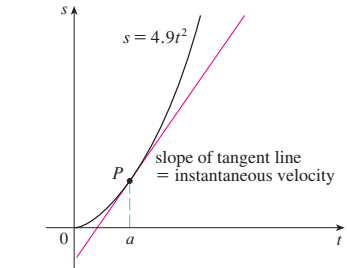 s
s = 4.9t²
slope of tangent line
P
= instantaneous velocity
0
a
t